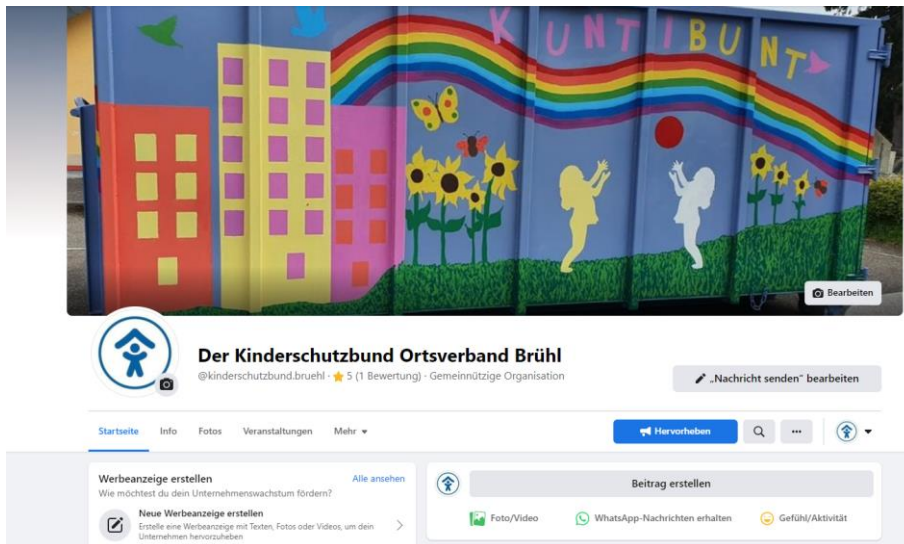 KUNTIBUNT
Bearbeiten
Der Kinderschutzbund Ortsverband Brühl
@kinderschutzbund.bruehl · 5 (1 Bewertung) · Gemeinnützige Organisation
„Nachricht senden“ bearbeiten
Startseite Info Fotos Veranstaltungen Mehr
Hervorheben
Werbeanzeige erstellen Alle ansehen
Wie möchtest du dein Unternehmenswachstum fördern?
Neue Werbeanzeige erstellen
Erstelle eine Werbeanzeige mit Texten, Fotos oder Videos, um dein
Unternehmen hervorzuheben
Beitrag erstellen
Foto/Video WhatsApp-Nachrichten erhalten Gefühl/Aktivität